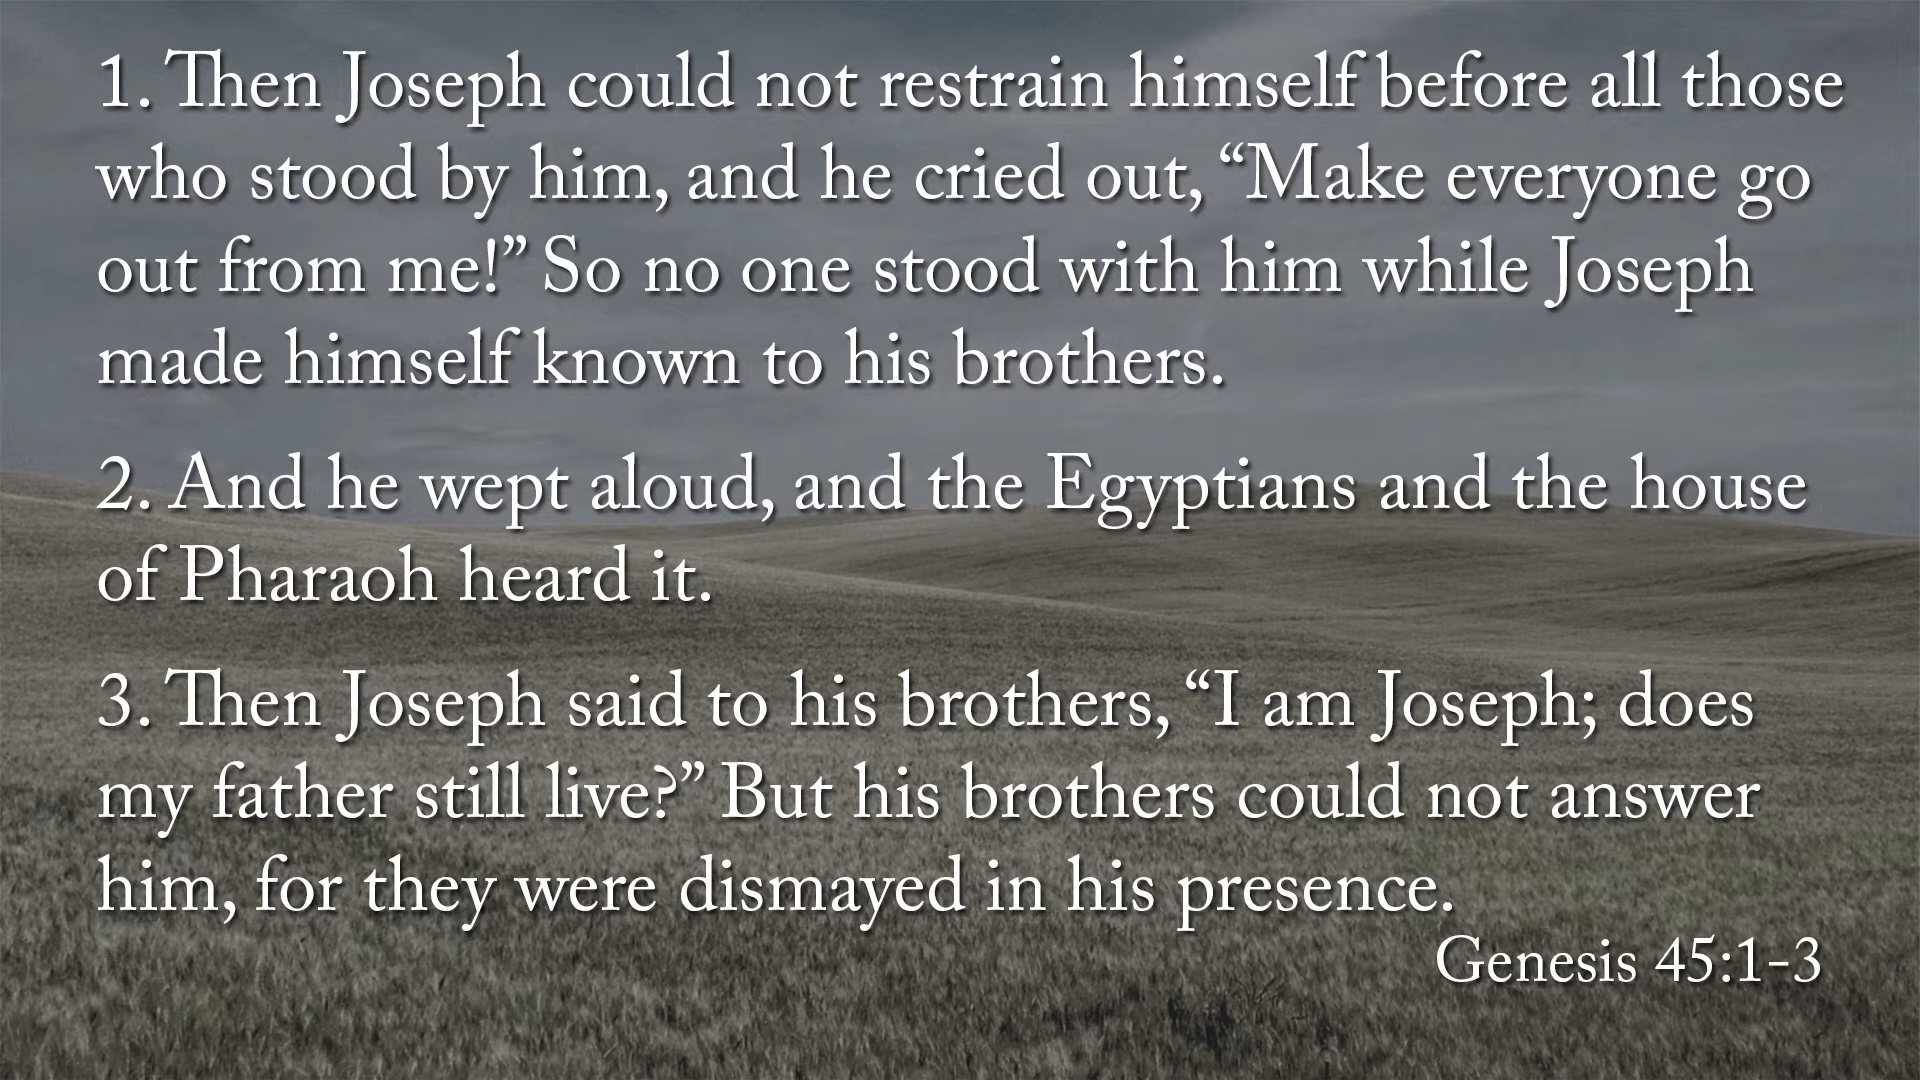 1. Then Joseph could not restrain himself before all those
who stood by him, and he cried out, “Make everyone go
out from me!” So no one stood with him while Joseph
made himself known to his brothers.
2. And he wept aloud, and the Egyptians and the house
of Pharaoh heard it.
3. Then Joseph said to his brothers, “I am Joseph; does
my father still live?” But his brothers could not answer
him, for they were dismayed in his presence.
Genesis 45:1-3